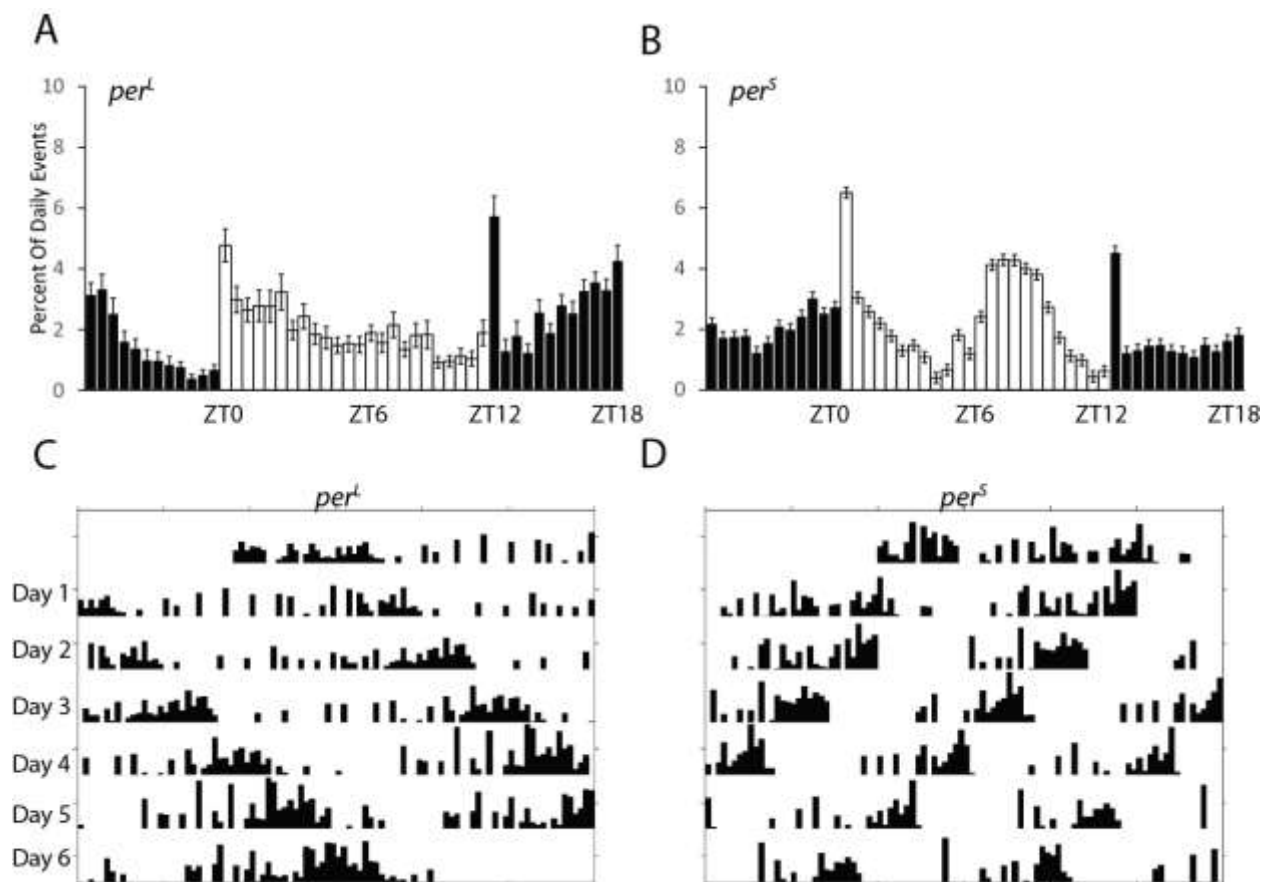 A
B
10
per^L
10
per^S
8
8
Percent Of Daily Events
6
6
4
4
2
2
0
0
ZT0
ZT6
ZT12
ZT18
ZT0
ZT6
ZT12
ZT18
C
D
per^L
per^S
Day 1
Day 2
Day 3
Day 4
Day 5
Day 6